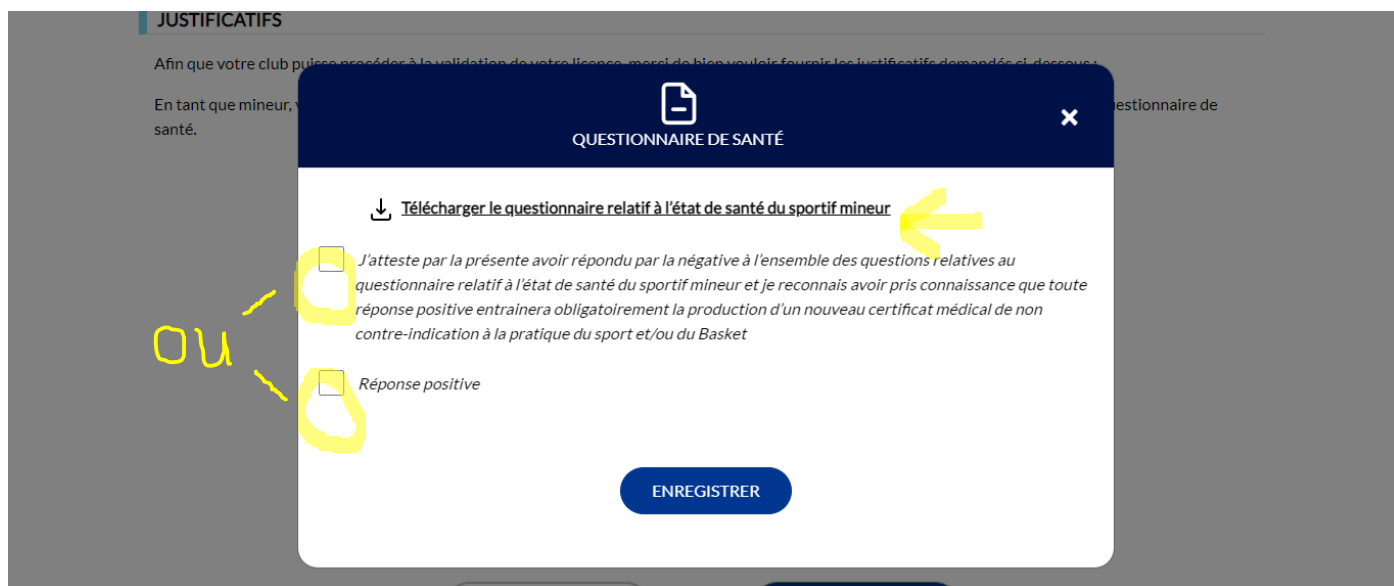 JUSTIFICATIFS
Afin que votre club puisse procéder à la validation de votre licence, merci de bien vouloir fournir les justificatifs demandés ci-dessous :
En tant que mineur, estionnaire de
santé.
QUESTIONNAIRE DE SANTÉ
Télécharger le questionnaire relatif à l'état de santé du sportif mineur
J'atteste par la présente avoir répondu par la négative à l'ensemble des questions relatives au
questionnaire relatif à l'état de santé du sportif mineur et je reconnais avoir pris connaissance que toute
réponse positive entrainera obligatoirement la production d'un nouveau certificat médical de non
contre-indication à la pratique du sport et/ou du Basket
ou
Réponse positive
ENREGISTRER